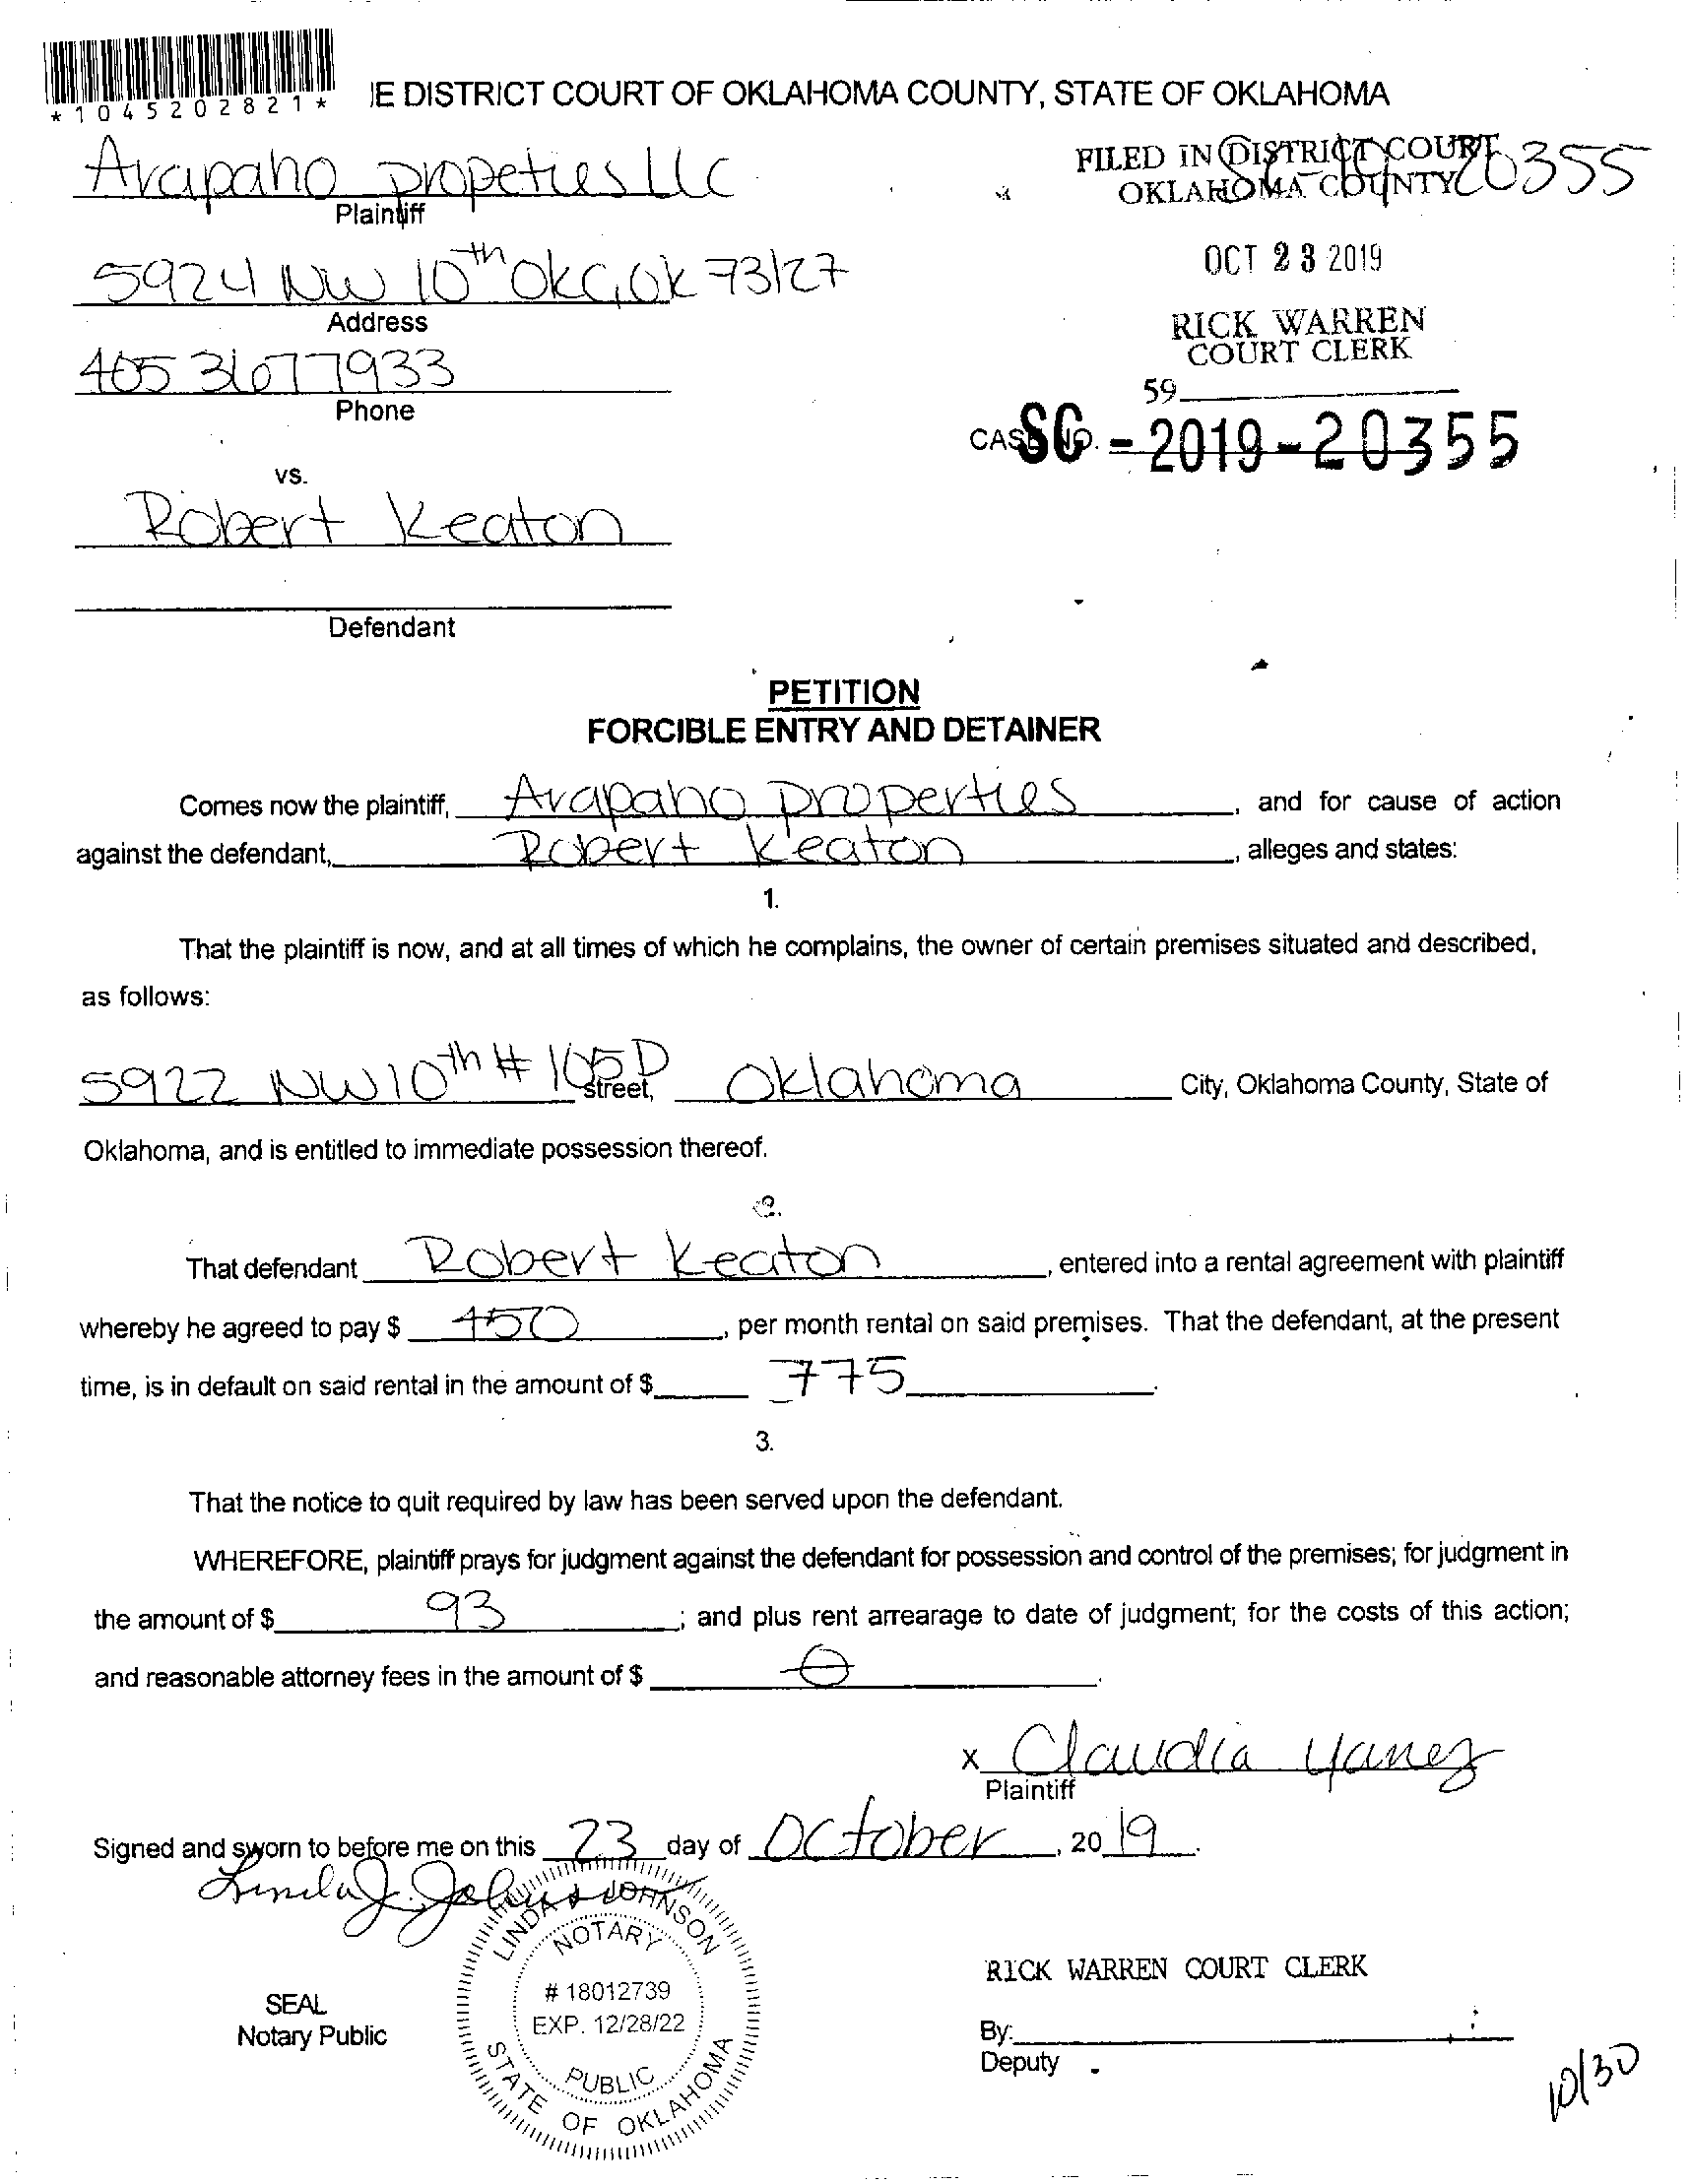 *1045202821*
IE DISTRICT COURT OF OKLAHOMA COUNTY, STATE OF OKLAHOMA
Arapaho propeties LLC
Plaintiff
FILED IN DISTRICT COURT
OKLAHOMA COUNTY
SC 19 20355
5924 NW 10th OKC, OK 73127
Address
OCT 23 2019
RICK WARREN
COURT CLERK
405 3677933
Phone
59
CASE NO. SC - 2019-20355
vs.
Robert Keaton
Defendant
PETITION
FORCIBLE ENTRY AND DETAINER
Comes now the plaintiff, Arapaho properties, and for cause of action
against the defendant, Robert Keaton, alleges and states:
1.
That the plaintiff is now, and at all times of which he complains, the owner of certain premises situated and described,
as follows:
5922 NW 10th # 105D street, Oklahoma City, Oklahoma County, State of
Oklahoma, and is entitled to immediate possession thereof.
2.
That defendant Robert Keaton, entered into a rental agreement with plaintiff
whereby he agreed to pay $ 450, per month rental on said premises. That the defendant, at the present
time, is in default on said rental in the amount of $ 775.
3.
That the notice to quit required by law has been served upon the defendant.
WHEREFORE, plaintiff prays for judgment against the defendant for possession and control of the premises; for judgment in
the amount of $ 93; and plus rent arrearage to date of judgment; for the costs of this action;
and reasonable attorney fees in the amount of $ 0.
x Claudia Yanez
Plaintiff
Signed and sworn to before me on this 23 day of October, 2019.
Linda J. Johnson
LINDA J JOHNSON
NOTARY
# 18012739
EXP. 12/28/22
PUBLIC
STATE OF OKLAHOMA
SEAL
Notary Public
RICK WARREN COURT CLERK
By:
Deputy
10/30